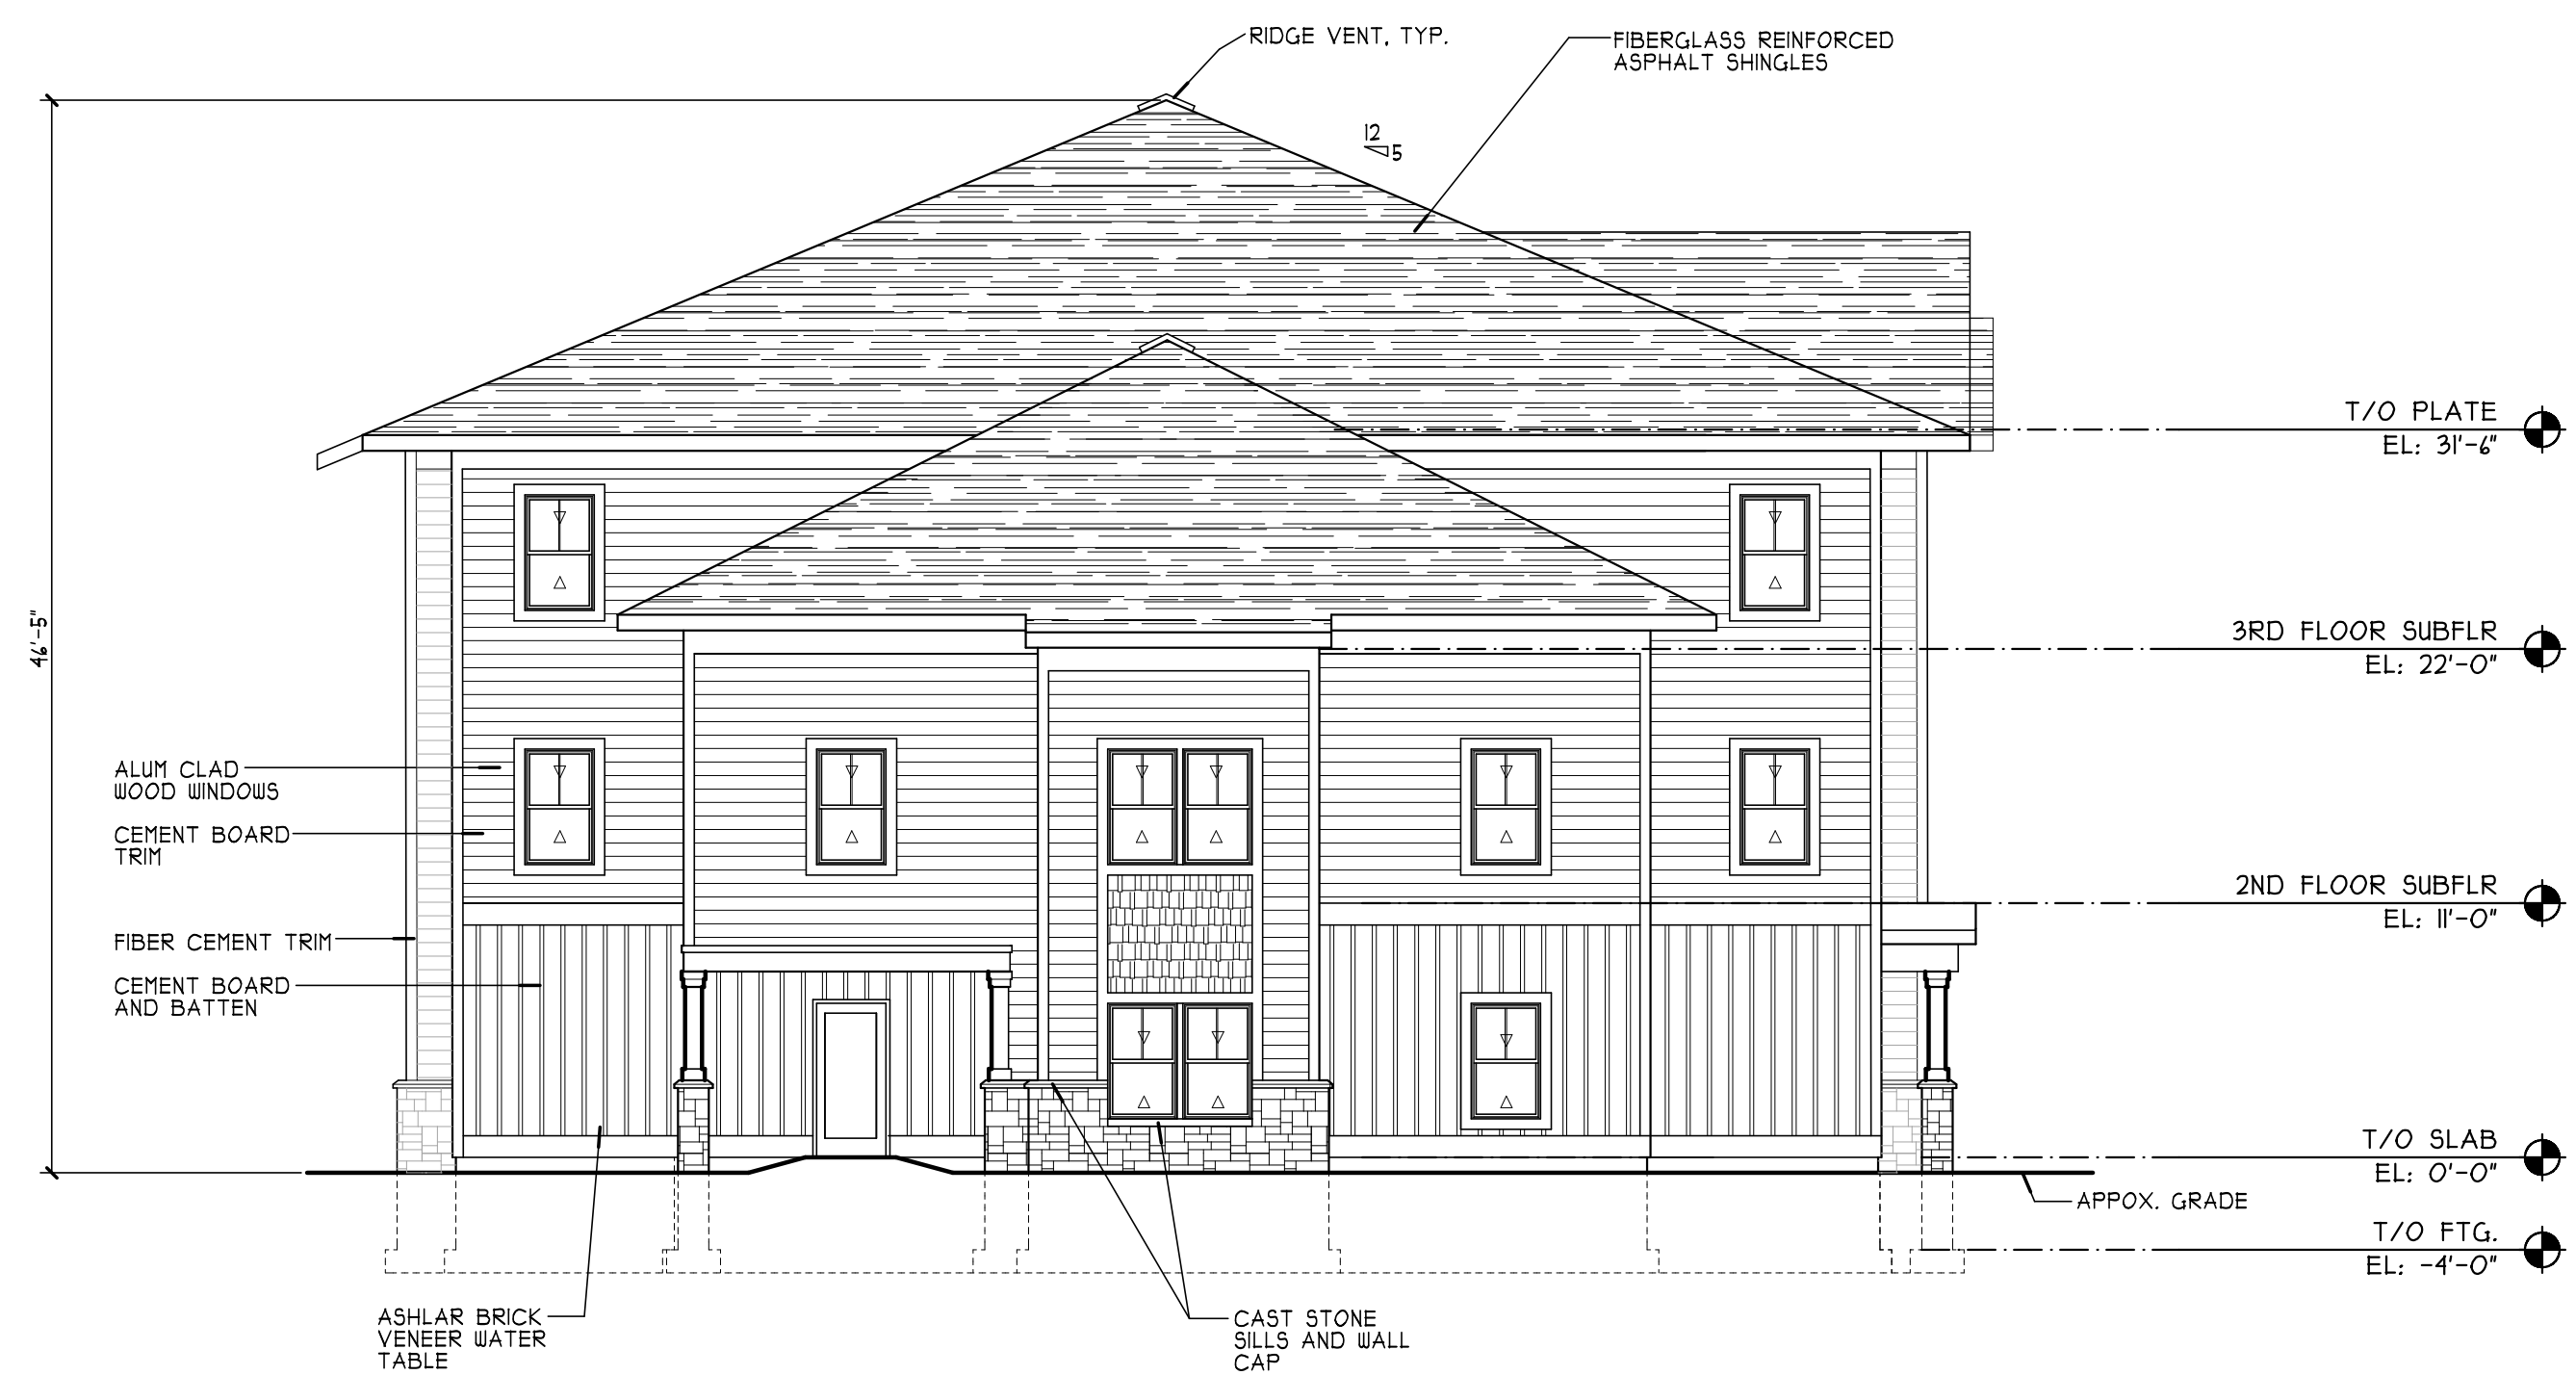 RIDGE VENT, TYP.
FIBERGLASS REINFORCED
ASPHALT SHINGLES
12
5
T/O PLATE
EL: 31'-6"
46'-5"
3RD FLOOR SUBFLR
EL: 22'-0"
ALUM CLAD
WOOD WINDOWS
CEMENT BOARD
TRIM
2ND FLOOR SUBFLR
EL: 11'-0"
FIBER CEMENT TRIM
CEMENT BOARD
AND BATTEN
T/O SLAB
EL: 0'-0"
APPOX. GRADE
T/O FTG.
EL: -4'-0"
ASHLAR BRICK
VENEER WATER
TABLE
CAST STONE
SILLS AND WALL
CAP